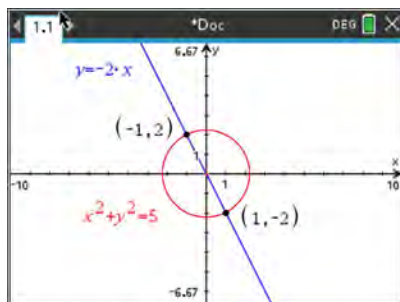 1.1 *Doc DEG
6.67 y
y=-2·x
(-1,2)
1
x
-10 1 10
x²+y²=5
(1,-2)
-6.67